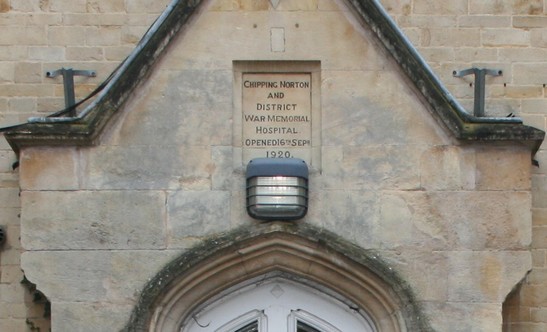 CHIPPING NORTON
AND
DISTRICT
WAR MEMORIAL
HOSPITAL.
OPENED 16TH SEPT.
1920.